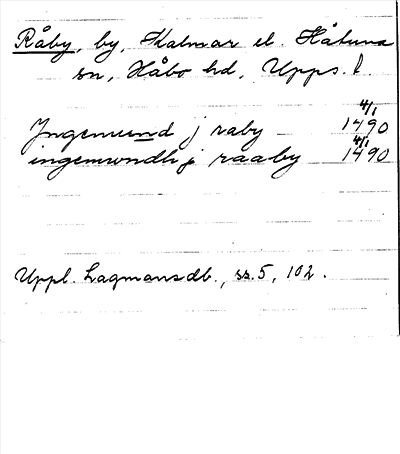 Råby, by, Kalmar el. Håtuna
sn, Håbo hd, Upps. l.
Jngemund j raby - 4/1 1490
ingemwndh j raaby 4/1 1490
Uppl. Lagmansdb., ss. 5, 102.